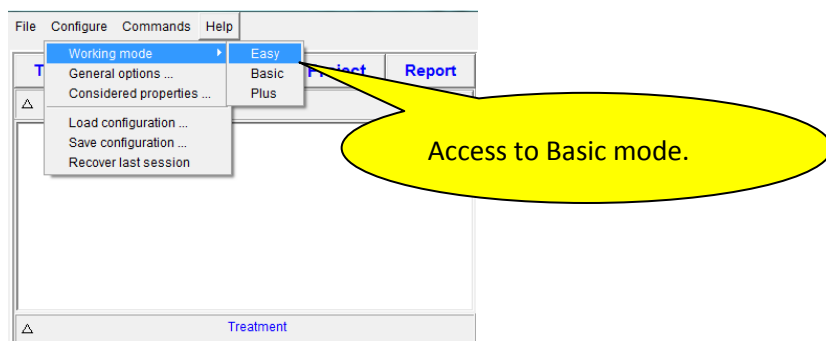 File Configure Commands Help
Working mode Easy
T Project Report
General options ... Basic
Considered properties ... Plus
Load configuration ...
Access to Basic mode.
Save configuration ...
Recover last session
Treatment